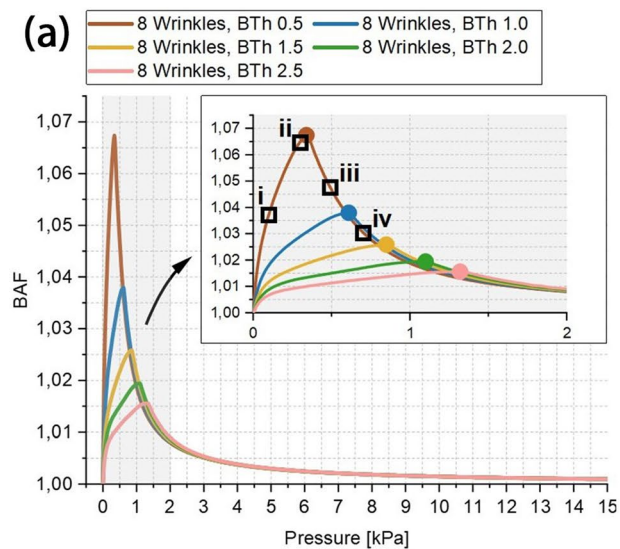 (a)
8 Wrinkles, BTh 0.5 8 Wrinkles, BTh 1.0
8 Wrinkles, BTh 1.5 8 Wrinkles, BTh 2.0
8 Wrinkles, BTh 2.5
1,07
1,06
1,05
1,04
1,03
1,02
1,01
1,00
BAF
1,07
1,06
1,05
1,04
1,03
1,02
1,01
1,00
i
ii
iii
iv
0 1 2
0 1 2 3 4 5 6 7 8 9 10 11 12 13 14 15
Pressure [kPa]